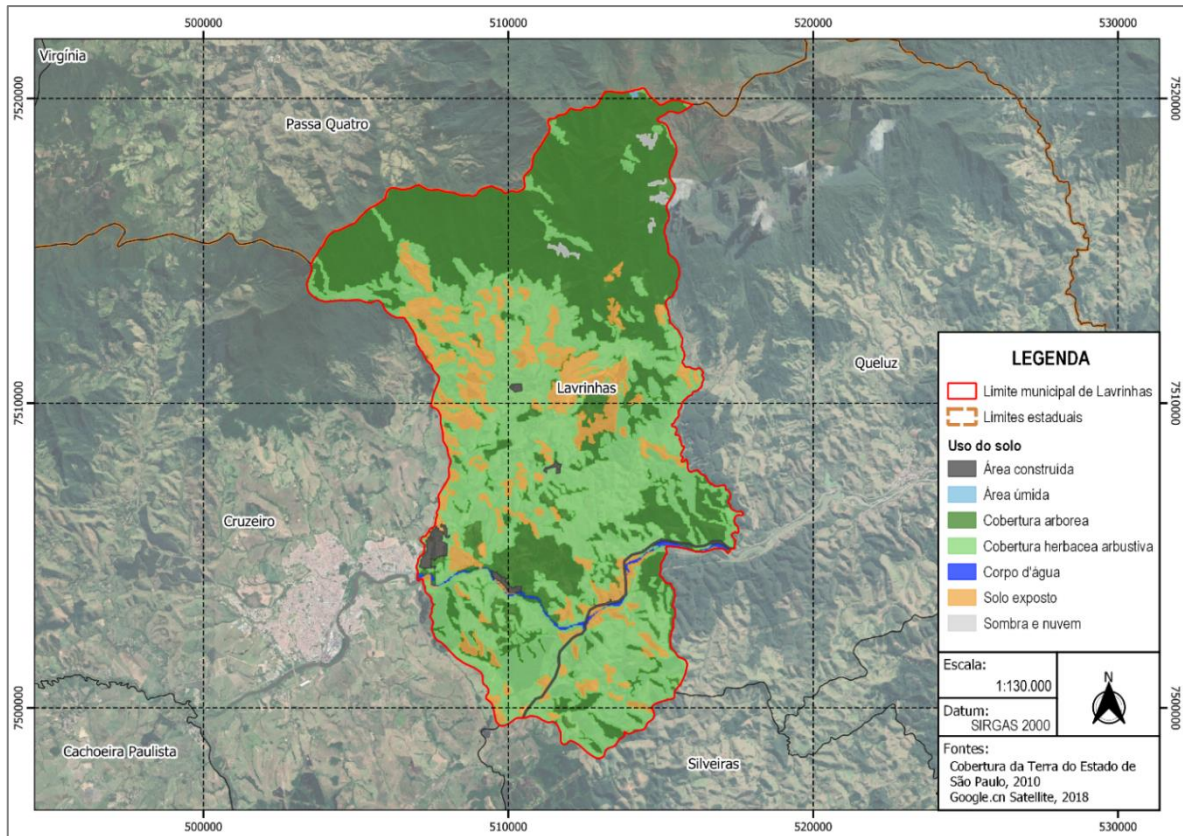 500000
510000
520000
530000
Virgínia
7520000
7520000
Passa Quatro
Queluz
Lavrinhas
7510000
7510000
Cruzeiro
LEGENDA
Limite municipal de Lavrinhas
Limites estaduais
Uso do solo
Área construída
Área úmida
Cobertura arborea
Cobertura herbacea arbustiva
Corpo d'água
Solo exposto
Sombra e nuvem
Escala:
1:130.000
N
Datum:
SIRGAS 2000
Fontes:
Cobertura da Terra do Estado de
São Paulo, 2010
Google.cn Satellite, 2018
7500000
7500000
Cachoeira Paulista
Silveiras
500000
510000
520000
530000